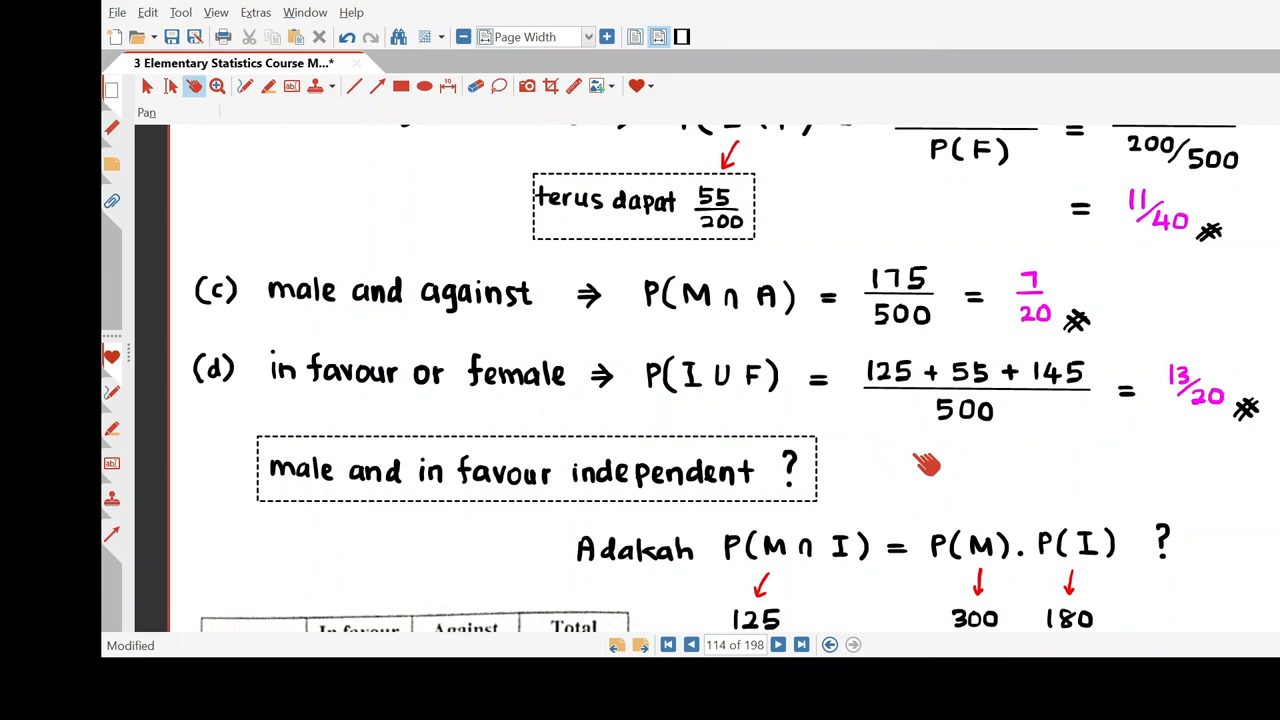 File Edit Tool View Extras Window Help
Page Width
3 Elementary Statistics Course M...*
Pan
P(F) = 200/500
terus dapat 55/200
= 11/40 *
(c) male and against ⇒ P(M ∩ A) = 175/500 = 7/20 *
(d) in favour or female ⇒ P(I ∪ F) = 125 + 55 + 145/500 = 13/20 *
male and in favour independent ?
Adakah P(M ∩ I) = P(M) . P(I) ?
125 300 180
In favour Against Total
Modified 114 of 198